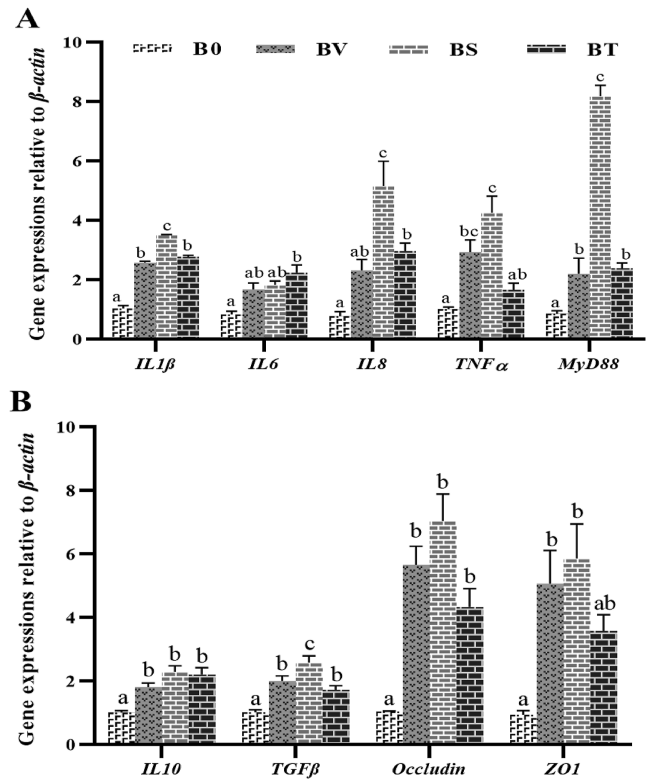 A
B0 BV BS BT
Gene expressions relative to β-actin
10
8
6
4
2
0
a b c b
a ab ab b
a ab c b
a bc c ab
a b c b
IL1β IL6 IL8 TNFα MyD88
B
Gene expressions relative to β-actin
10
8
6
4
2
0
a b b b
a b c b
a b b b
a b b ab
IL10 TGFβ Occludin ZO1